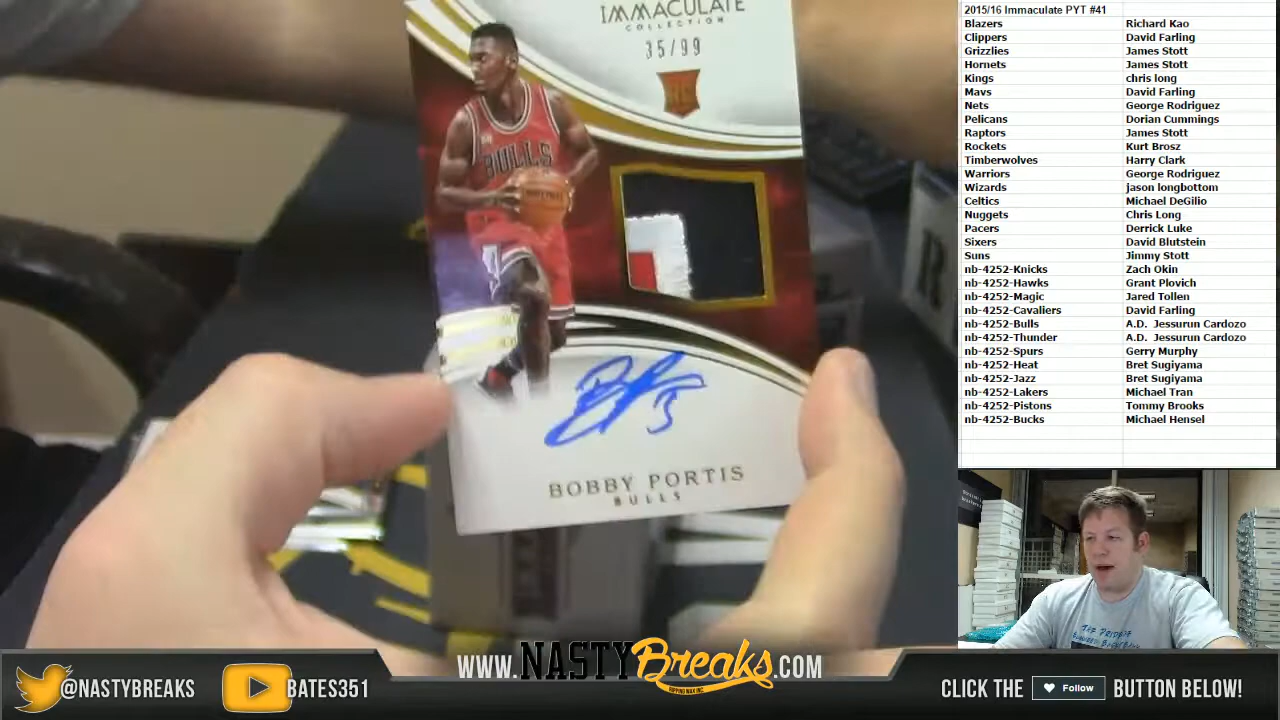 IMMACULATE
COLLECTION
35/99
BULLS
BOBBY PORTIS
BULLS
2015/16 Immaculate PYT #41
Blazers Richard Kao
Clippers David Farling
Grizzlies James Stott
Hornets James Stott
Kings chris long
Mavs David Farling
Nets George Rodriguez
Pelicans Dorian Cummings
Raptors James Stott
Rockets Kurt Brosz
Timberwolves Harry Clark
Warriors George Rodriguez
Wizards jason longbottom
Celtics Michael DeGilio
Nuggets Chris Long
Pacers Derrick Luke
Sixers David Blutstein
Suns Jimmy Stott
nb-4252-Knicks Zach Okin
nb-4252-Hawks Grant Plovich
nb-4252-Magic Jared Tollen
nb-4252-Cavaliers David Farling
nb-4252-Bulls A.D. Jessurun Cardozo
nb-4252-Thunder A.D. Jessurun Cardozo
nb-4252-Spurs Gerry Murphy
nb-4252-Heat Bret Sugiyama
nb-4252-Jazz Bret Sugiyama
nb-4252-Lakers Michael Tran
nb-4252-Pistons Tommy Brooks
nb-4252-Bucks Michael Hensel
THE PRIDE OF
@NASTYBREAKS
BATES351
WWW.NASTYBreaks.COM
CLICK THE Follow BUTTON BELOW!